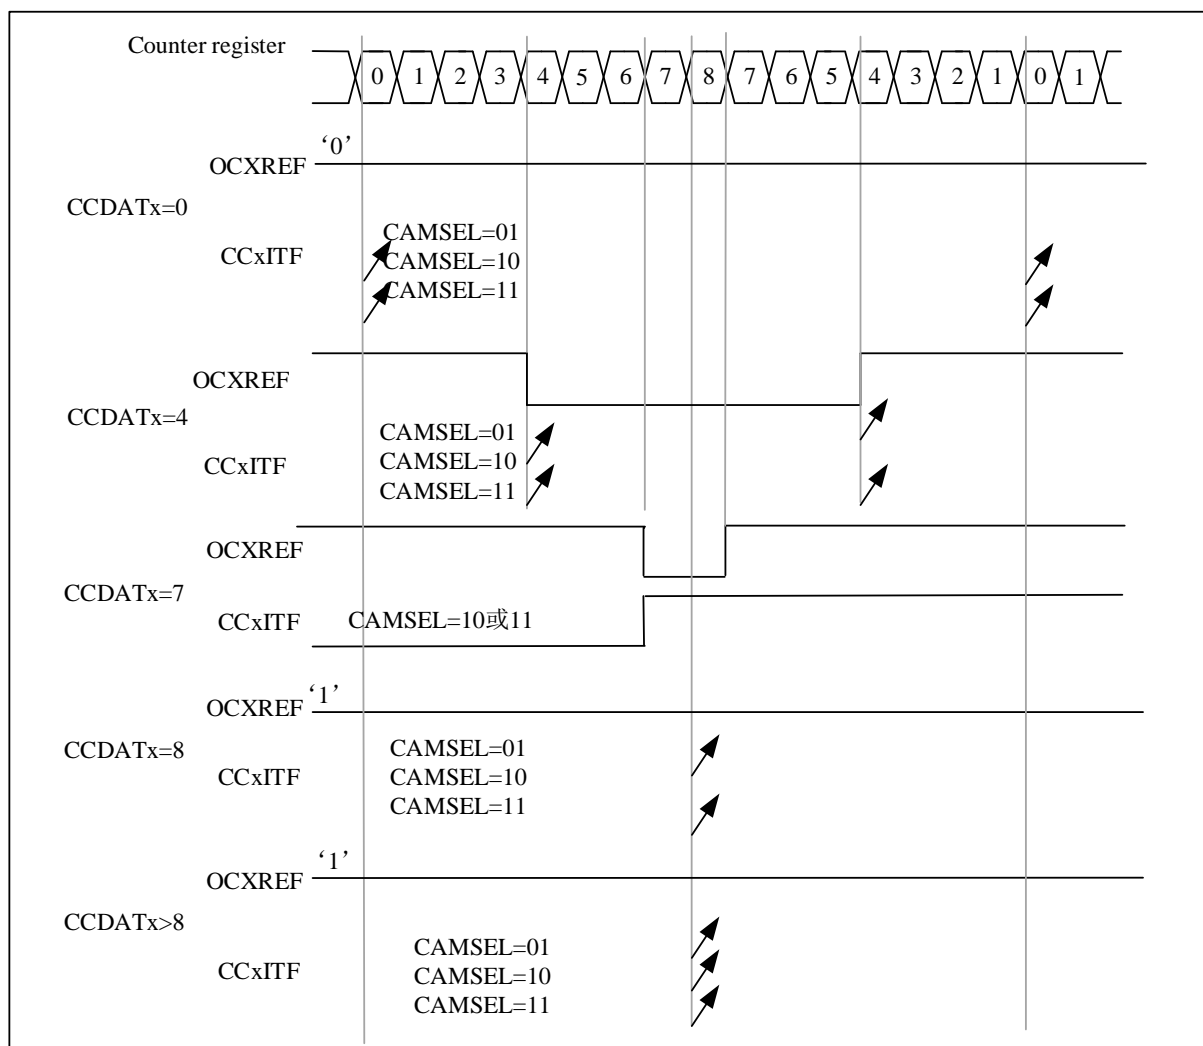 Counter register
0 1 2 3 4 5 6 7 8 7 6 5 4 3 2 1 0 1
‘0’
OCXREF
CCDATx=0
CAMSEL=01
CCxITF
CAMSEL=10
CAMSEL=11
OCXREF
CCDATx=4
CAMSEL=01
CCxITF
CAMSEL=10
CAMSEL=11
OCXREF
CCDATx=7
CCxITF
CAMSEL=10或11
‘1’
OCXREF
CCDATx=8
CAMSEL=01
CCxITF
CAMSEL=10
CAMSEL=11
‘1’
OCXREF
CCDATx>8
CAMSEL=01
CCxITF
CAMSEL=10
CAMSEL=11